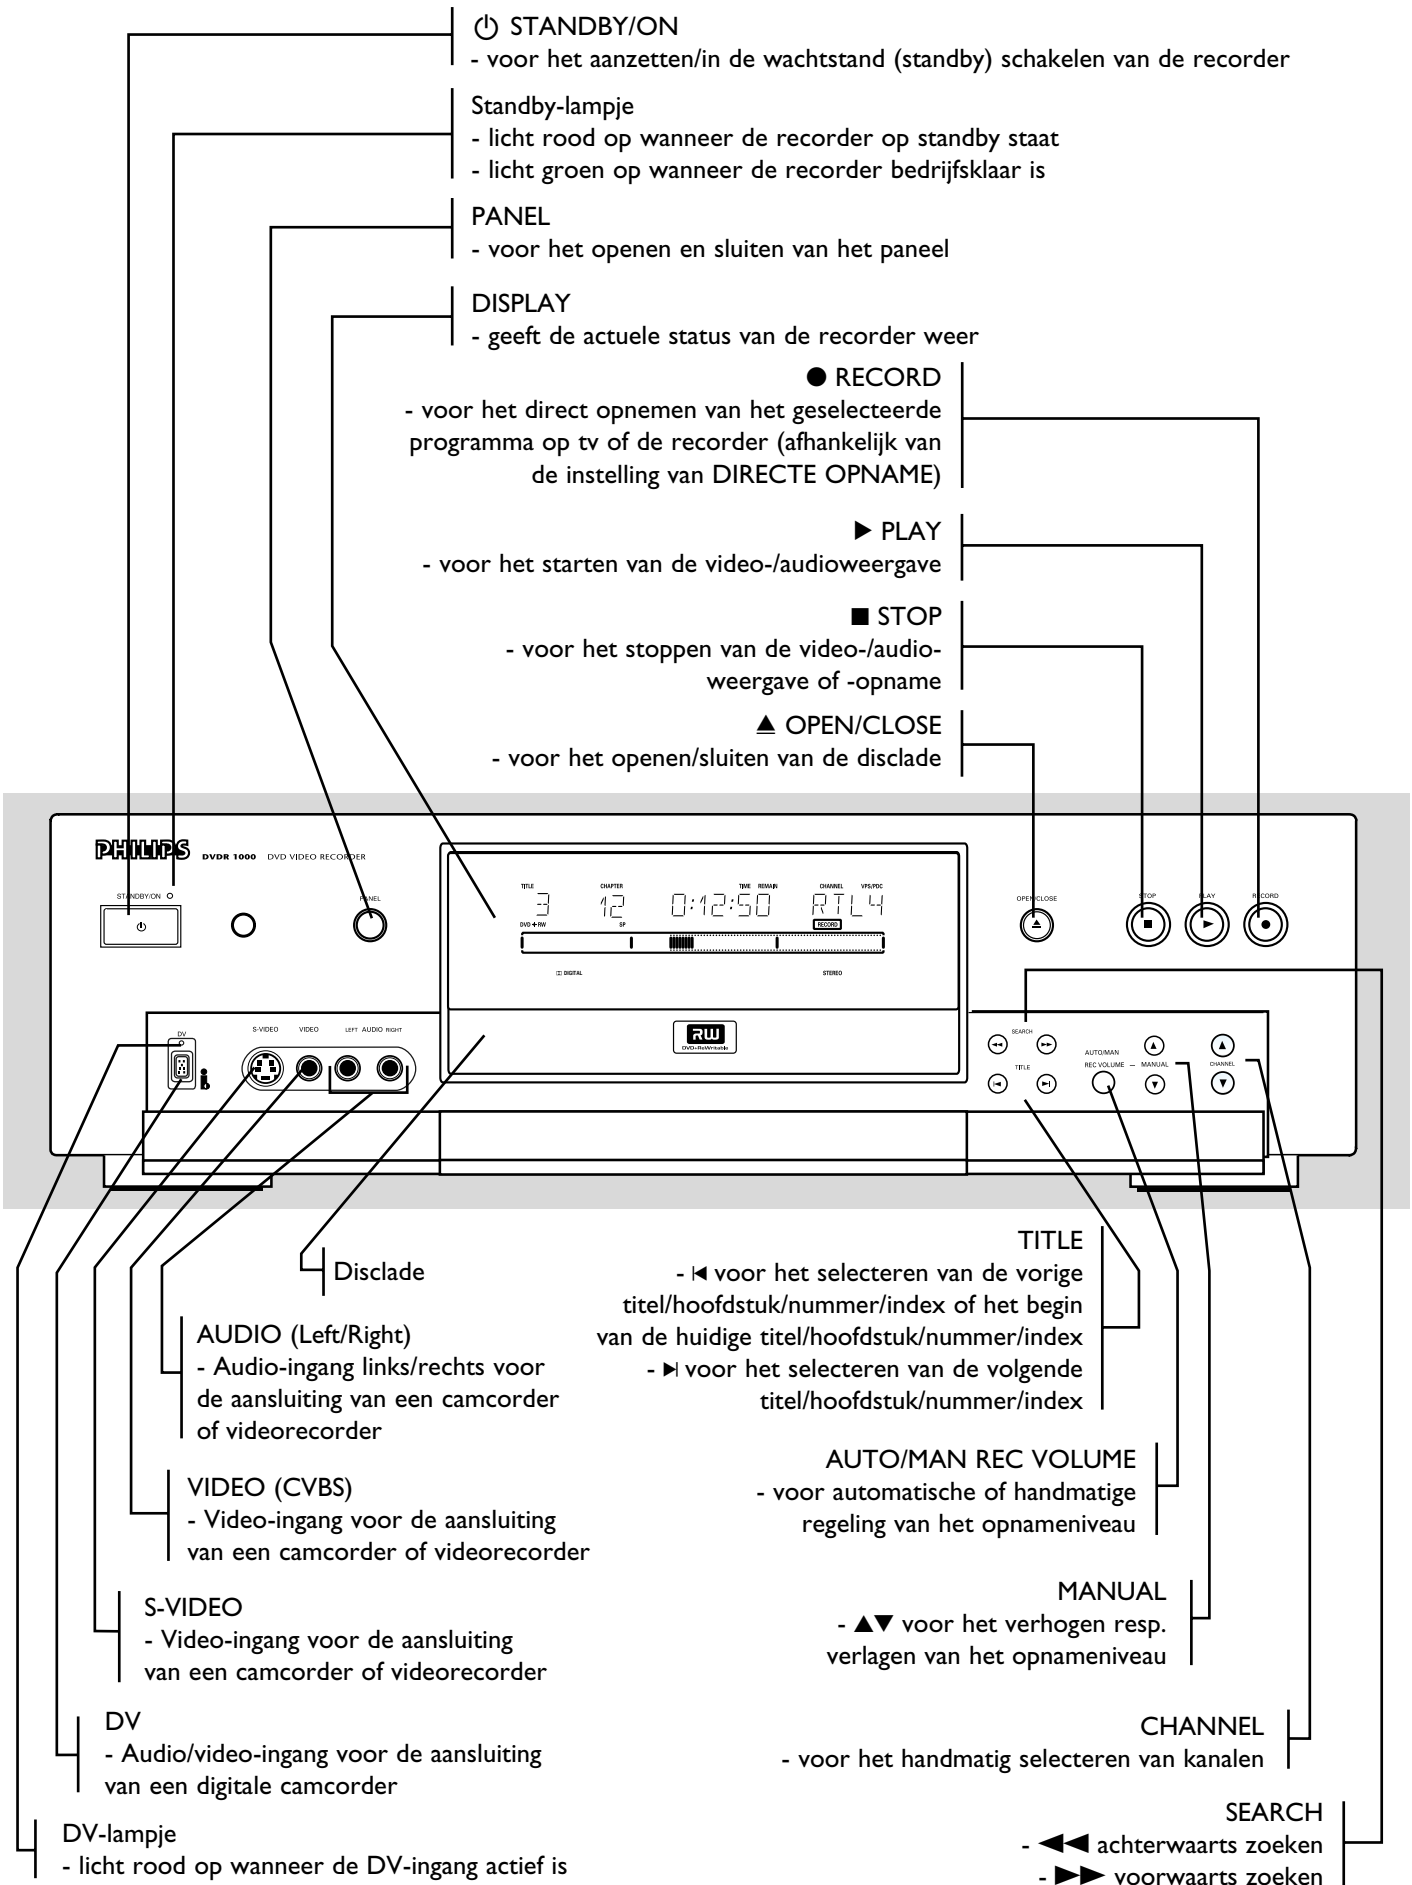 ⏻ STANDBY/ON
- voor het aanzetten/in de wachtstand (standby) schakelen van de recorder
Standby-lampje
- licht rood op wanneer de recorder op standby staat
- licht groen op wanneer de recorder bedrijfsklaar is
PANEL
- voor het openen en sluiten van het paneel
DISPLAY
- geeft de actuele status van de recorder weer
● RECORD
- voor het direct opnemen van het geselecteerde
programma op tv of de recorder (afhankelijk van
de instelling van DIRECTE OPNAME)
▶ PLAY
- voor het starten van de video-/audioweergave
■ STOP
- voor het stoppen van de video-/audio-
weergave of -opname
⏏ OPEN/CLOSE
- voor het openen/sluiten van de disclade
PHILIPS DVDR 1000 DVD VIDEO RECORDER
STANDBY/ON
PANEL
TITLE CHAPTER TIME REMAIN CHANNEL VPS/PDC
3 12 0:12:50 RTL4
DVD+RW SP RECORD
DIGITAL STEREO
OPEN/CLOSE STOP PLAY RECORD
DV
S-VIDEO VIDEO LEFT AUDIO RIGHT
RW
DVD+ReWritable
SEARCH
TITLE
AUTO/MAN
REC VOLUME – MANUAL
CHANNEL
Disclade
AUDIO (Left/Right)
- Audio-ingang links/rechts voor
de aansluiting van een camcorder
of videorecorder
VIDEO (CVBS)
- Video-ingang voor de aansluiting
van een camcorder of videorecorder
S-VIDEO
- Video-ingang voor de aansluiting
van een camcorder of videorecorder
DV
- Audio/video-ingang voor de aansluiting
van een digitale camcorder
DV-lampje
- licht rood op wanneer de DV-ingang actief is
TITLE
- |◀ voor het selecteren van de vorige
titel/hoofdstuk/nummer/index of het begin
van de huidige titel/hoofdstuk/nummer/index
- ▶| voor het selecteren van de volgende
titel/hoofdstuk/nummer/index
AUTO/MAN REC VOLUME
- voor automatische of handmatige
regeling van het opnameniveau
MANUAL
- ▲▼ voor het verhogen resp.
verlagen van het opnameniveau
CHANNEL
- voor het handmatig selecteren van kanalen
SEARCH
- ◀◀ achterwaarts zoeken
- ▶▶ voorwaarts zoeken